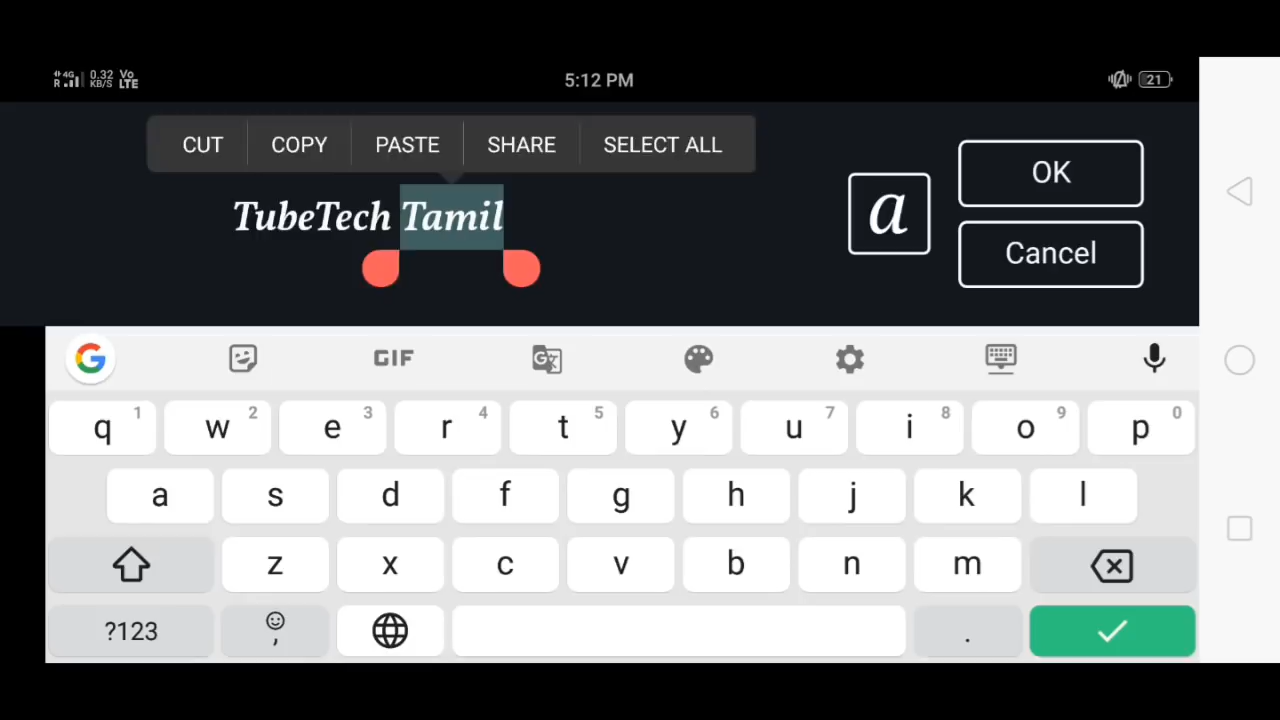 4G R 0.32 KB/S Vo LTE 5:12 PM 21
CUT COPY PASTE SHARE SELECT ALL
TubeTech Tamil
a
OK
Cancel
G GIF G
q 1 w 2 e 3 r 4 t 5 y 6 u 7 i 8 o 9 p 0
a s d f g h j k l
z x c v b n m
?123 , .